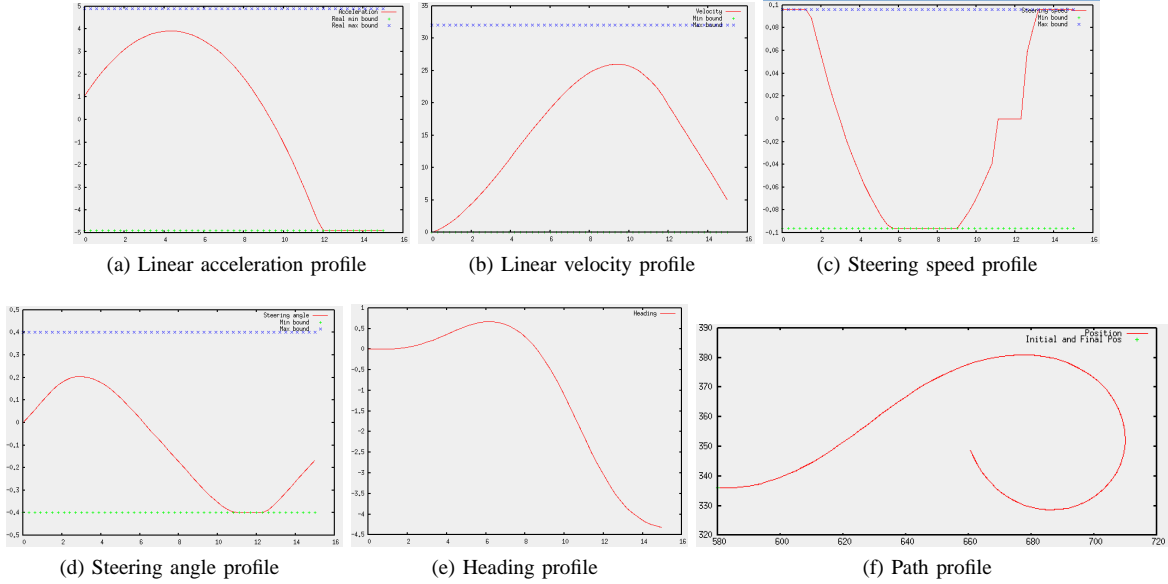 Acceleration
Real min bound
Real max bound
5
4
3
2
1
0
-1
-2
-3
-4
-5
0 2 4 6 8 10 12 14 16
(a) Linear acceleration profile
Velocity
Min bound
Max bound
35
30
25
20
15
10
5
0
0 2 4 6 8 10 12 14 16
(b) Linear velocity profile
Steering speed
Min bound
Max bound
0,1
0,08
0,06
0,04
0,02
0
-0,02
-0,04
-0,06
-0,08
-0,1
0 2 4 6 8 10 12 14 16
(c) Steering speed profile
Steering angle
Min bound
Max bound
0,5
0,4
0,3
0,2
0,1
0
-0,1
-0,2
-0,3
-0,4
-0,5
0 2 4 6 8 10 12 14 16
(d) Steering angle profile
Heading
1
0,5
0
-0,5
-1
-1,5
-2
-2,5
-3
-3,5
-4
-4,5
0 2 4 6 8 10 12 14 16
(e) Heading profile
Position
Initial and Final Pos
390
380
370
360
350
340
330
320
580 600 620 640 660 680 700 720
(f) Path profile